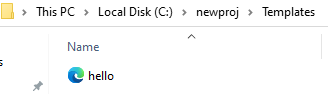 This PC > Local Disk (C:) > newproj > Templates
Name
s
hello